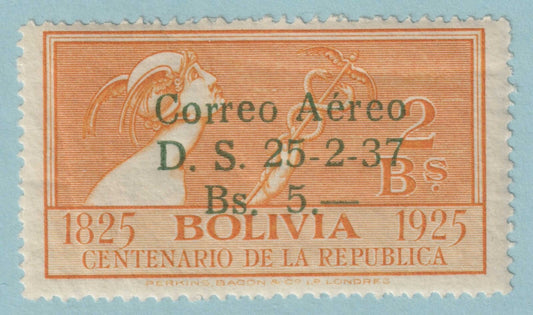 Correo Aéreo
D. S. 25-2-37
Bs. 5.—
2
Bs.
1825 BOLIVIA 1925
CENTENARIO DE LA REPUBLICA
PERKINS, BACON & Cº Lº LONDRES